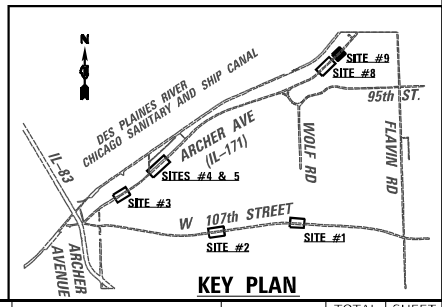 N
SITE #9
SITE #8
DES PLAINES RIVER
CHICAGO SANITARY AND SHIP CANAL
95th ST.
ARCHER AVE
(IL-171)
WOLF RD
FLAVIN RD
IL-83
SITES #4 & 5
SITE #3
W 107th STREET
ARCHER
AVENUE
SITE #2
SITE #1
KEY PLAN
TOTAL SHEET